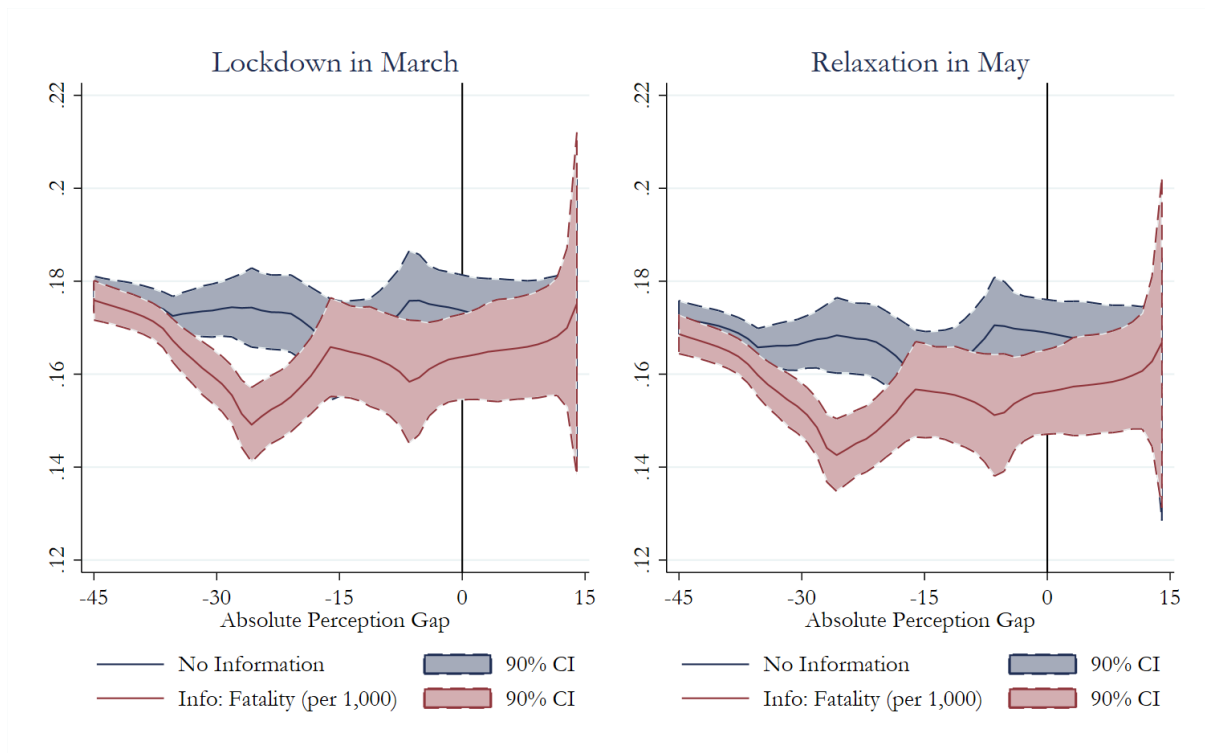 Lockdown in March
.22
.2
.18
.16
.14
.12
-45 -30 -15 0 15
Absolute Perception Gap
No Information 90% CI
Info: Fatality (per 1,000) 90% CI
Relaxation in May
.22
.2
.18
.16
.14
.12
-45 -30 -15 0 15
Absolute Perception Gap
No Information 90% CI
Info: Fatality (per 1,000) 90% CI